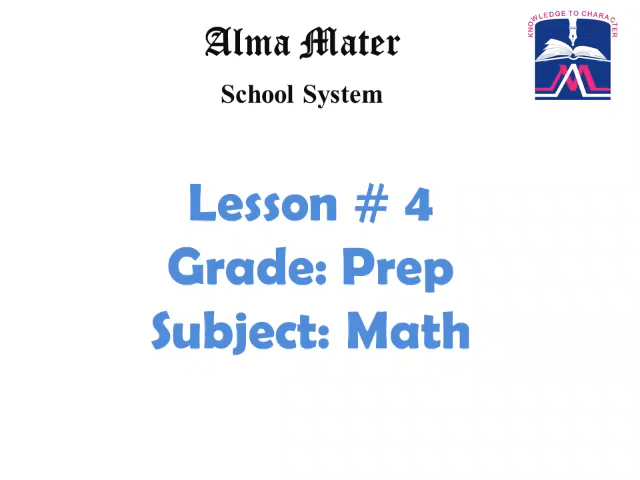 Alma Mater
School System
KNOWLEDGE TO CHARACTER
Lesson # 4
Grade: Prep
Subject: Math